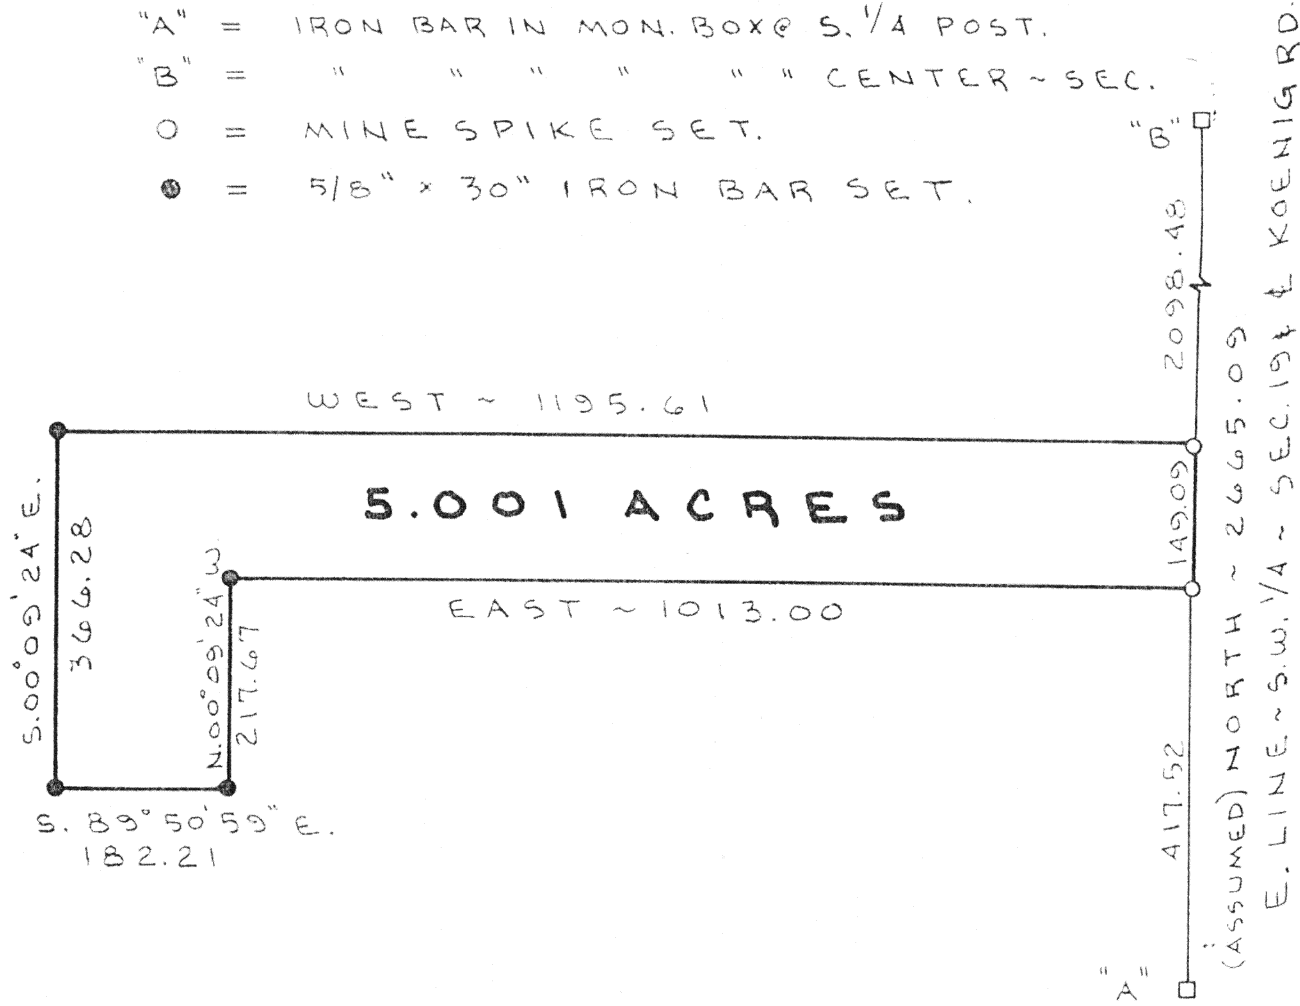 "A" = IRON BAR IN MON. BOX @ S. 1/4 POST.
"B" = " " " " " " CENTER ~ SEC.
O = MINE SPIKE SET.
● = 5/8" × 30" IRON BAR SET.
"B"
2098.48
WEST ~ 1195.61
5.001 ACRES
149.09
S.00°09'24"E.
366.28
N.00°09'24"W
217.67
EAST ~ 1013.00
S. 89°50'59" E.
182.21
417.52
(ASSUMED) NORTH ~ 2665.09
E. LINE ~ S.W. 1/4 ~ SEC.19 & ℄ KOENIG RD.
"A"